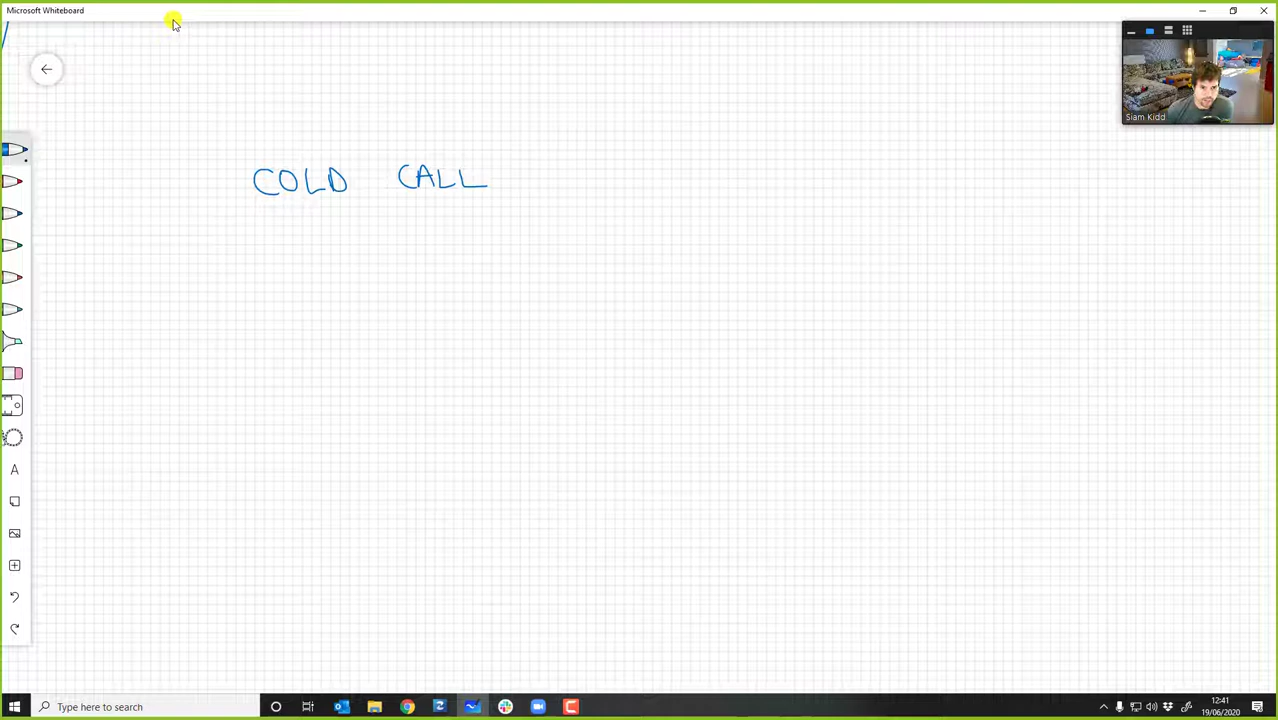 Microsoft Whiteboard
Siam Kidd
COLD CALL
A
Type here to search
12:41
19/06/2020